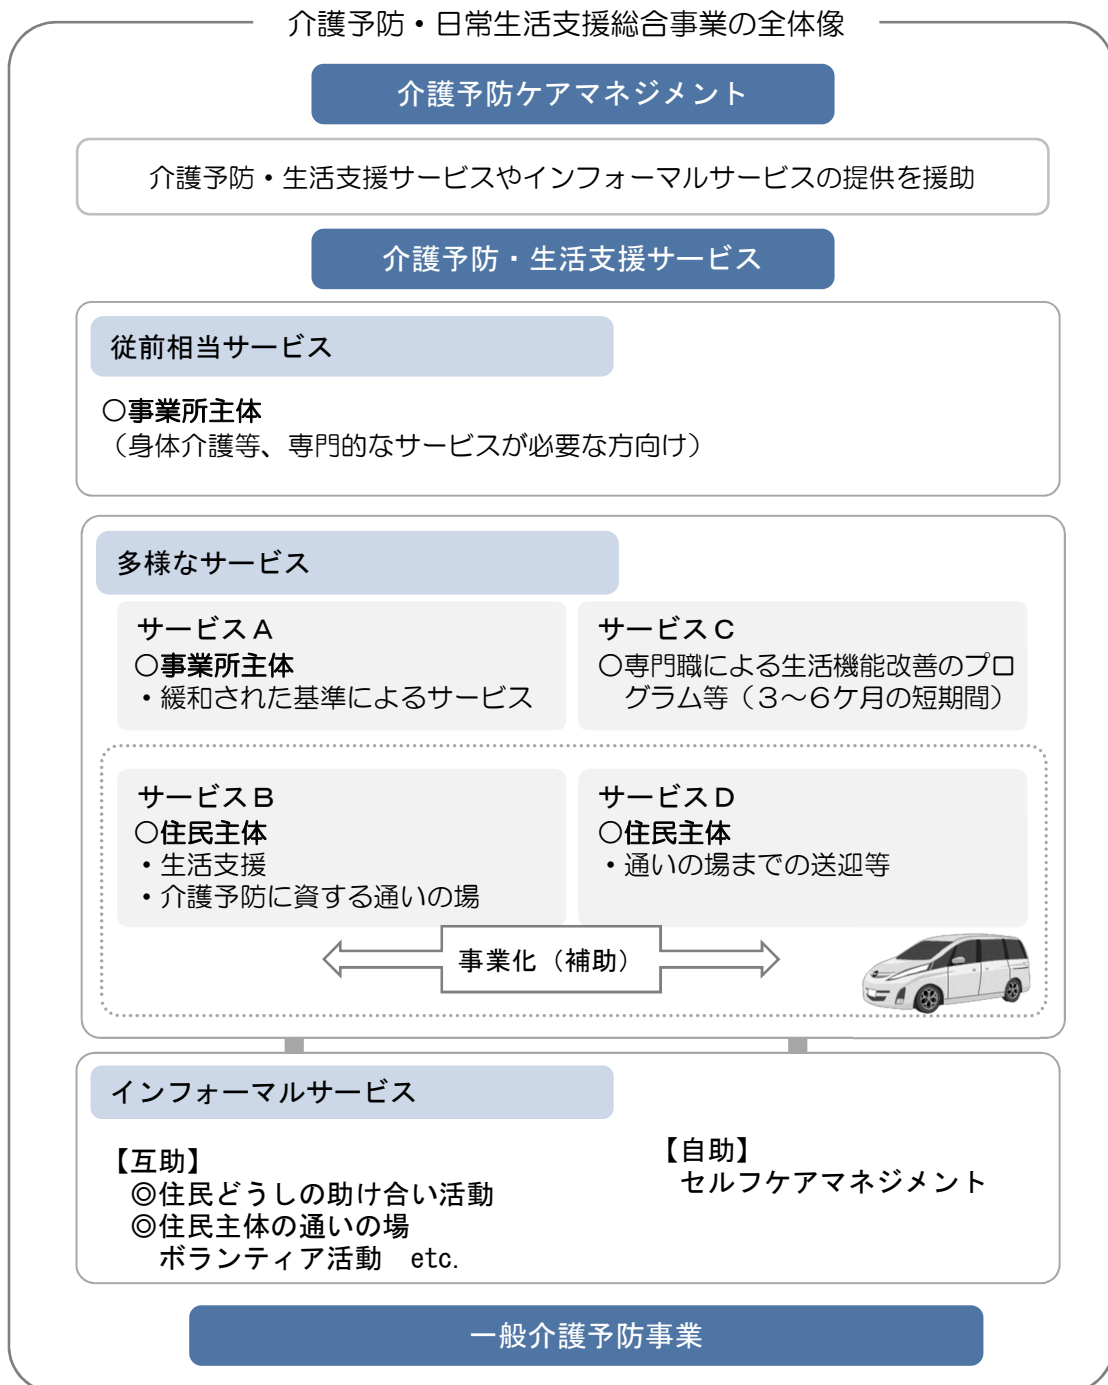 介護予防・日常生活支援総合事業の全体像
介護予防ケアマネジメント
介護予防・生活支援サービスやインフォーマルサービスの提供を援助
介護予防・生活支援サービス
従前相当サービス
○事業所主体
（身体介護等、専門的なサービスが必要な方向け）
多様なサービス
サービスA
○事業所主体
・緩和された基準によるサービス
サービスC
○専門職による生活機能改善のプロ
グラム等（３～６ケ月の短期間）
サービスB
○住民主体
・生活支援
・介護予防に資する通いの場
サービスD
○住民主体
・通いの場までの送迎等
事業化（補助）
インフォーマルサービス
【互助】
◎住民どうしの助け合い活動
◎住民主体の通いの場
ボランティア活動　etc.
【自助】
セルフケアマネジメント
一般介護予防事業